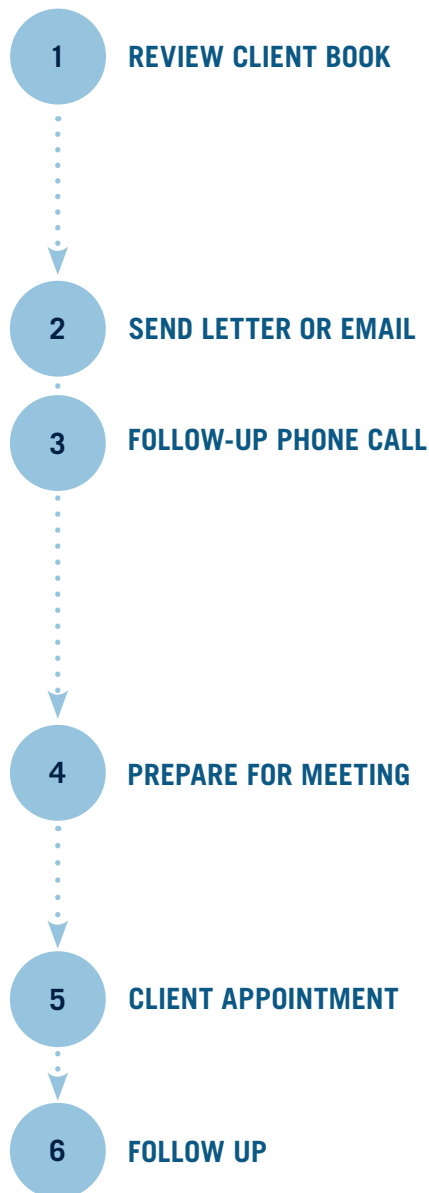 1 REVIEW CLIENT BOOK
2 SEND LETTER OR EMAIL
3 FOLLOW-UP PHONE CALL
4 PREPARE FOR MEETING
5 CLIENT APPOINTMENT
6 FOLLOW UP